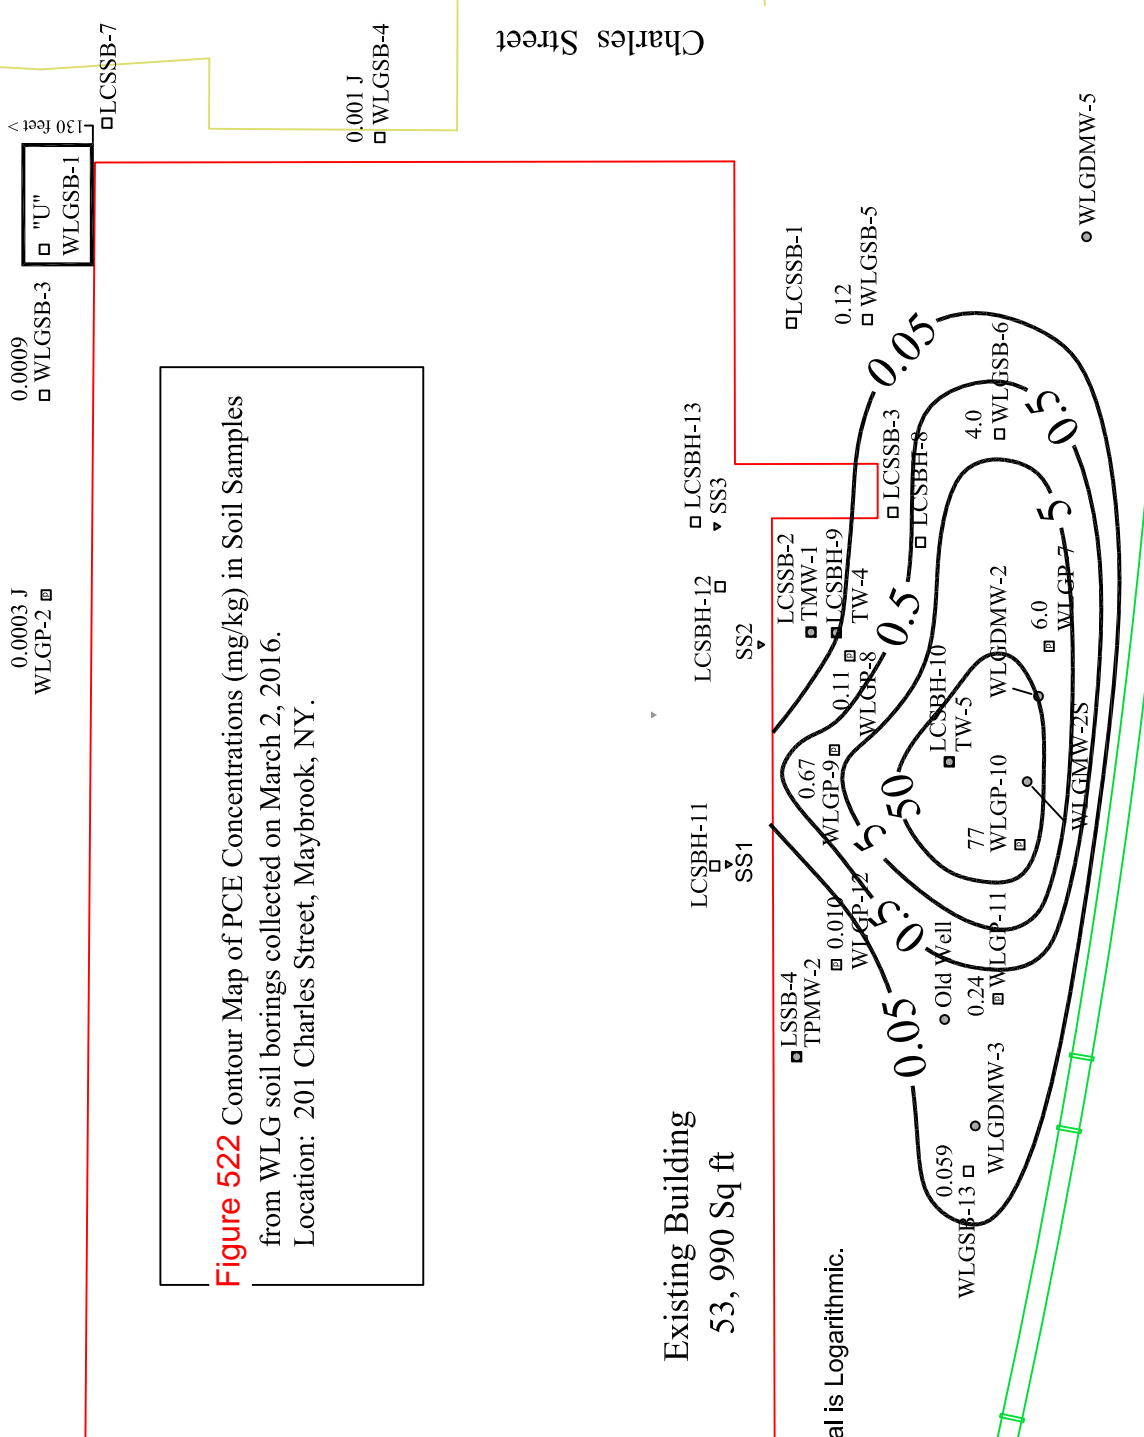 Charles Street
LCSSB-7
130 feet >
"U"
WLGSB-1
0.001 J
WLGSB-4
0.0009
WLGSB-3
0.0003 J
WLGP-2
Figure 522 Contour Map of PCE Concentrations (mg/kg) in Soil Samples
from WLG soil borings collected on March 2, 2016.
Location: 201 Charles Street, Maybrook, NY.
WLGDMW-5
LCSSB-1
0.12
WLGSB-5
0.05
4.0
WLGSB-6
0.5
LCSBH-13
SS3
LCSSB-3
LCSBH-8
5
LCSBH-12
SS2
LCSSB-2
TMW-1
LCSBH-9
TW-4
0.5
0.11
WLGP-8
WLGDMW-2
6.0
WLGP-7
LCSBH-10
TW-5
0.67
WLGP-9
50
77
WLGP-10
WLGMW-2S
5
LCSBH-11
SS1
0.010
WLGP-12
0.5
Old Well
0.24
WLGP-11
LSSB-4
TPMW-2
0.05
WLGDMW-3
0.059
WLGSB-13
Existing Building
53, 990 Sq ft
al is Logarithmic.